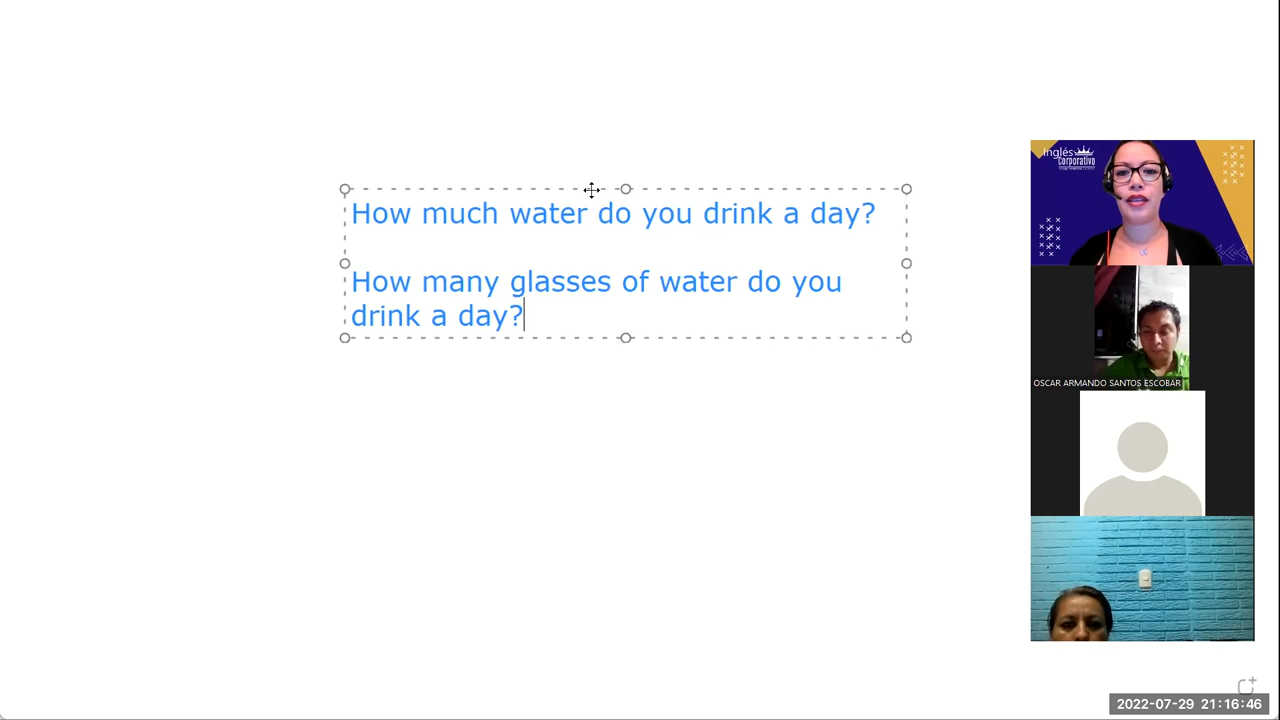 How much water do you drink a day?
How many glasses of water do you
drink a day?
Inglés
Corporativo
OSCAR ARMANDO SANTOS ESCOBAR
2022-07-29 21:16:46